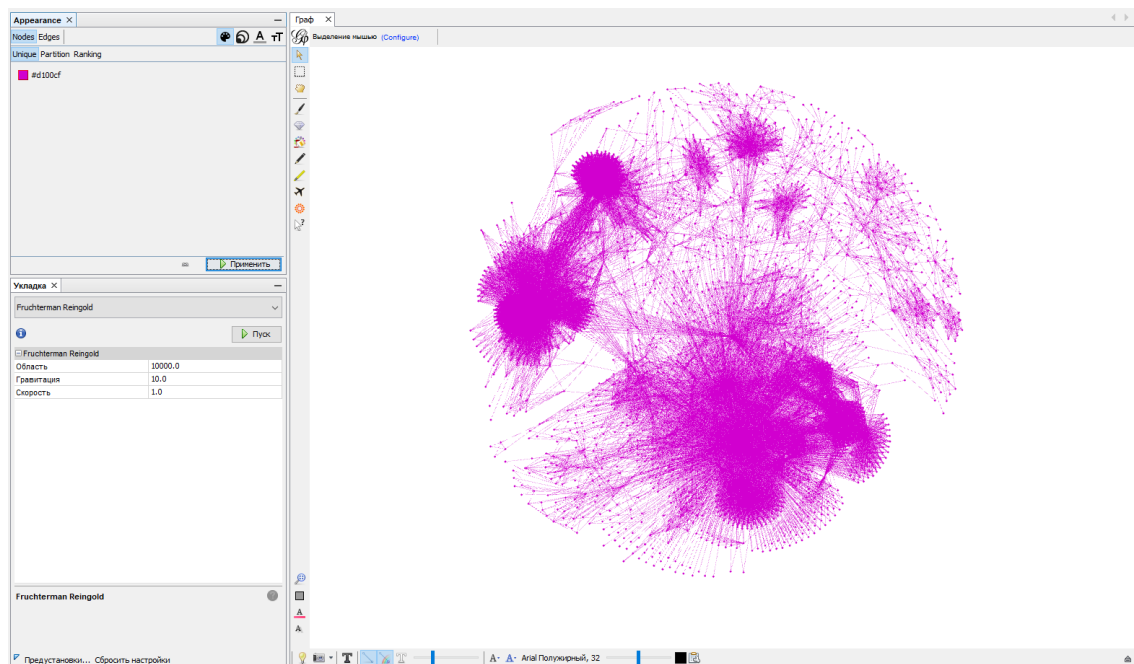 Appearance
Nodes Edges
Unique Partition Ranking
#d100cf
Применить
Укладка
Fruchterman Reingold
Пуск
Fruchterman Reingold
Область 10000.0
Гравитация 10.0
Скорость 1.0
Fruchterman Reingold
Предустановки... Сбросить настройки
Граф
Выделение мышью (Configure)
A- A- Arial Полужирный, 32